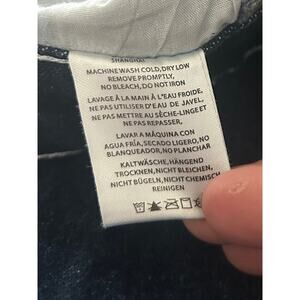 SHANGHAI
MACHINE WASH COLD, DRY LOW
REMOVE PROMPTLY,
NO BLEACH, DO NOT IRON
LAVAGE À LA MAIN À L'EAU FROIDE,
NE PAS UTILISER D'EAU DE JAVEL,
NE PAS METTRE AU SÈCHE-LINGE ET
NE PAS REPASSER,
LAVAR A MÁQUINA CON
AGUA FRÍA, SECADO LIGERO, NO
BLANQUEADOR, NO PLANCHAR
KALTWÄSCHE, HÄNGEND
TROCKNEN, NICHT BLEICHEN,
NICHT BÜGELN, NICHT CHEMISCH
REINIGEN